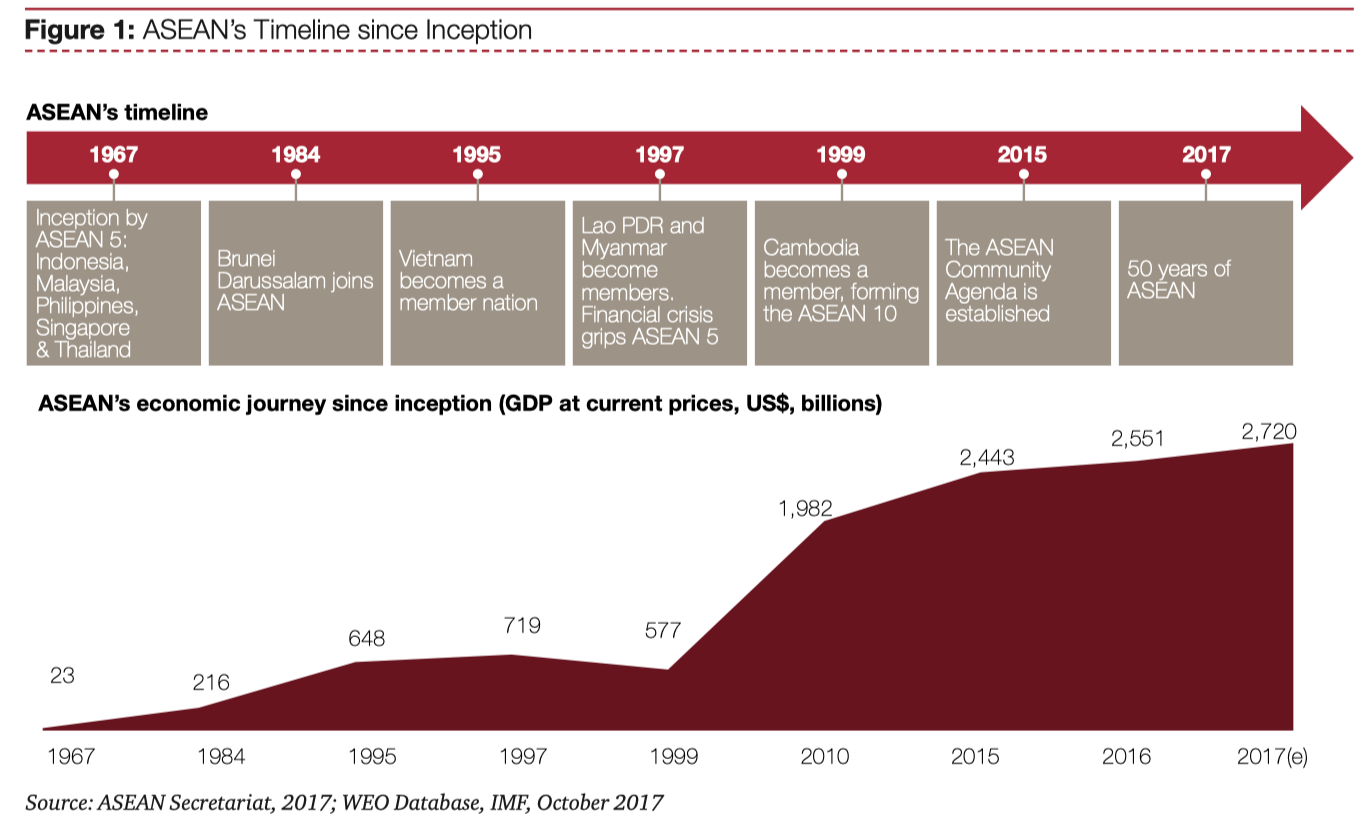 Figure 1: ASEAN's Timeline since Inception
ASEAN's timeline
1967
1984
1995
1997
1999
2015
2017
Inception by
ASEAN 5:
Indonesia,
Malaysia,
Philippines,
Singapore
& Thailand
Brunei
Darussalam joins
ASEAN
Vietnam
becomes a
member nation
Lao PDR and
Myanmar
become
members.
Financial crisis
grips ASEAN 5
Cambodia
becomes a
member, forming
the ASEAN 10
The ASEAN
Community
Agenda is
established
50 years of
ASEAN
ASEAN's economic journey since inception (GDP at current prices, US$, billions)
23
216
648
719
577
1,982
2,443
2,551
2,720
1967
1984
1995
1997
1999
2010
2015
2016
2017(e)
Source: ASEAN Secretariat, 2017; WEO Database, IMF, October 2017